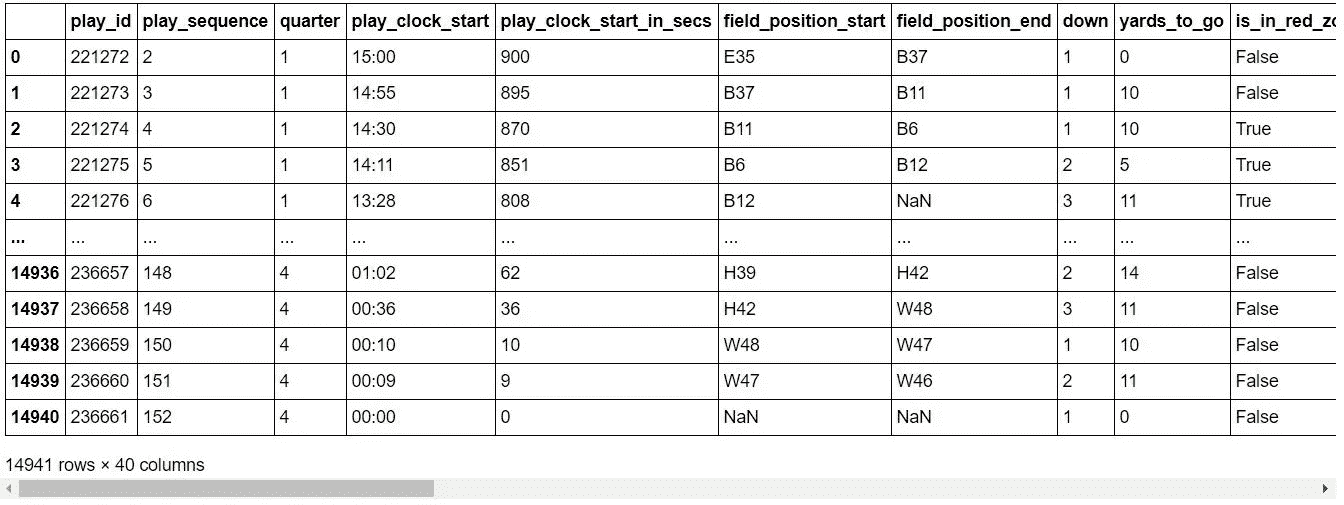 play_id play_sequence quarter play_clock_start play_clock_start_in_secs field_position_start field_position_end down yards_to_go is_in_red_zo
0 221272 2 1 15:00 900 E35 B37 1 0 False
1 221273 3 1 14:55 895 B37 B11 1 10 False
2 221274 4 1 14:30 870 B11 B6 1 10 True
3 221275 5 1 14:11 851 B6 B12 2 5 True
4 221276 6 1 13:28 808 B12 NaN 3 11 True
... ... ... ... ... ... ... ... ... ... ...
14936 236657 148 4 01:02 62 H39 H42 2 14 False
14937 236658 149 4 00:36 36 H42 W48 3 11 False
14938 236659 150 4 00:10 10 W48 W47 1 10 False
14939 236660 151 4 00:09 9 W47 W46 2 11 False
14940 236661 152 4 00:00 0 NaN NaN 1 0 False
14941 rows × 40 columns